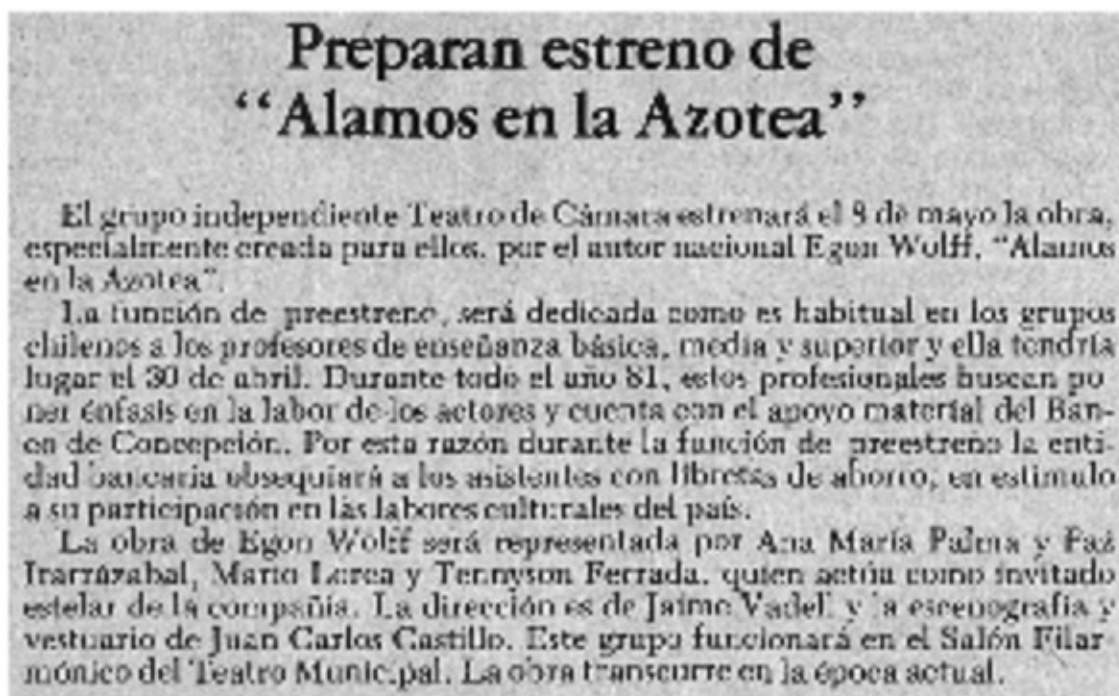 Preparan estreno de
“Alamos en la Azotea”
El grupo independiente Teatro de Cámara estrenará el 8 de mayo la obra,
especialmente creada para ellos, por el autor nacional Egon Wolff, “Alamos
en la Azotea”.
La función de preestreno, será dedicada como es habitual en los grupos
chilenos a los profesores de enseñanza básica, media y superior y ella tendría
lugar el 30 de abril. Durante todo el año 81, estos profesionales buscan po-
ner énfasis en la labor de los actores y cuenta con el apoyo material del Ban-
co de Concepción. Por esta razón durante la función de preestreno la enti-
dad bancaria obsequiará a los asistentes con libretas de ahorro, en estímulo
a su participación en las labores culturales del país.
La obra de Egon Wolff será representada por Ana María Palma y Paz
Irarrázabal, Mario Lorca y Tennyson Ferrada, quien actúa como invitado
estelar de la compañía. La dirección es de Jaime Vadell y la escenografía y
vestuario de Juan Carlos Castillo. Este grupo funcionará en el Salón Filar
mónico del Teatro Municipal. La obra transcurre en la época actual.